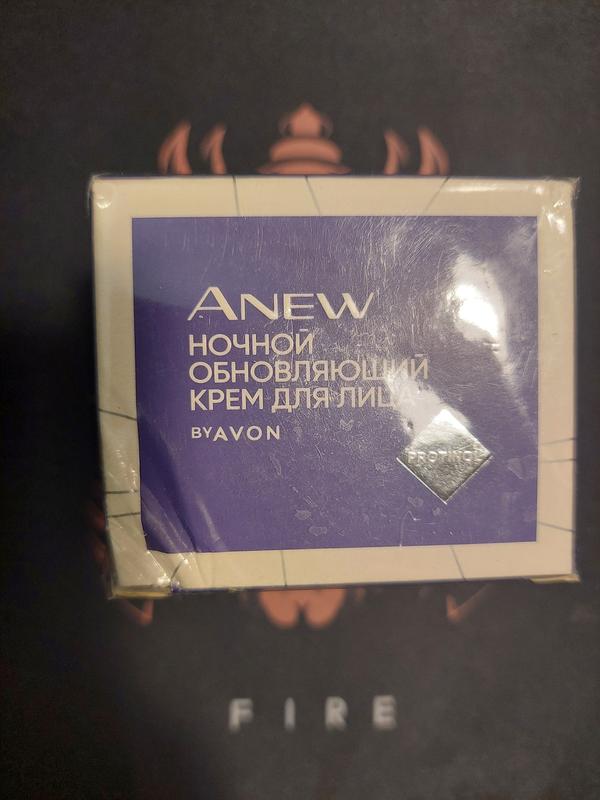 ANEW
НОЧНОЙ
ОБНОВЛЯЮЩИЙ
КРЕМ ДЛЯ ЛИЦА
BY AVON
PROTINOL
FIRE